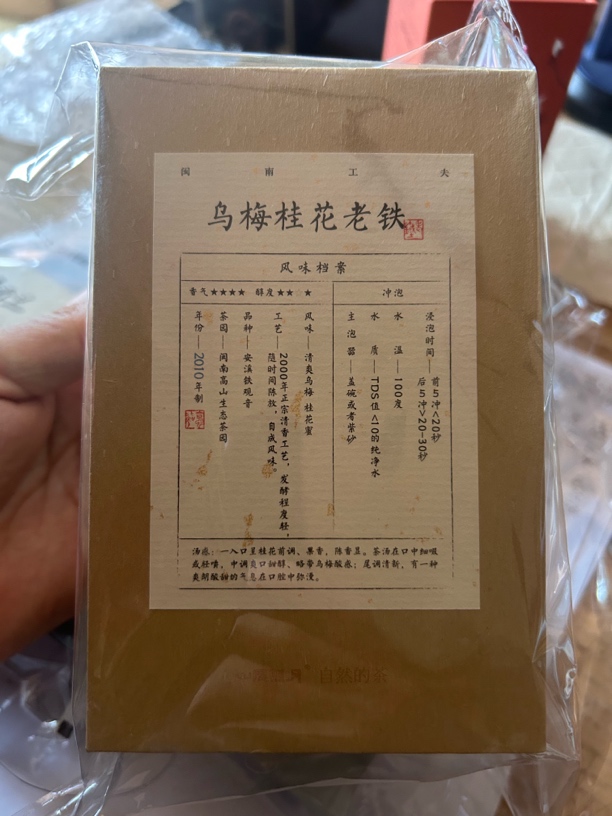 闽南工夫
乌梅桂花老铁
风味档案
香气★★★★ 醇度★★★
冲泡
风味——清爽乌梅 桂花蜜
工艺——2000年正宗清香工艺,发酵程度轻,
随时间陈放,自成风味
品种——安溪铁观音
茶园——闽南高山生态茶园
年份——2010年制
浸泡时间——前5冲<20秒
后5冲>20-30秒
水温——100度
水质——TDS值<10的纯净水
主泡器——盖碗或者紫砂
汤感:一入口显桂花前调、果香,陈香显。茶汤在口中细啜
或轻啧,中调爽口甜醇、略带乌梅酸感;尾调清新,有一种
爽朗酸甜的气息在口腔中弥漫。
自然的茶